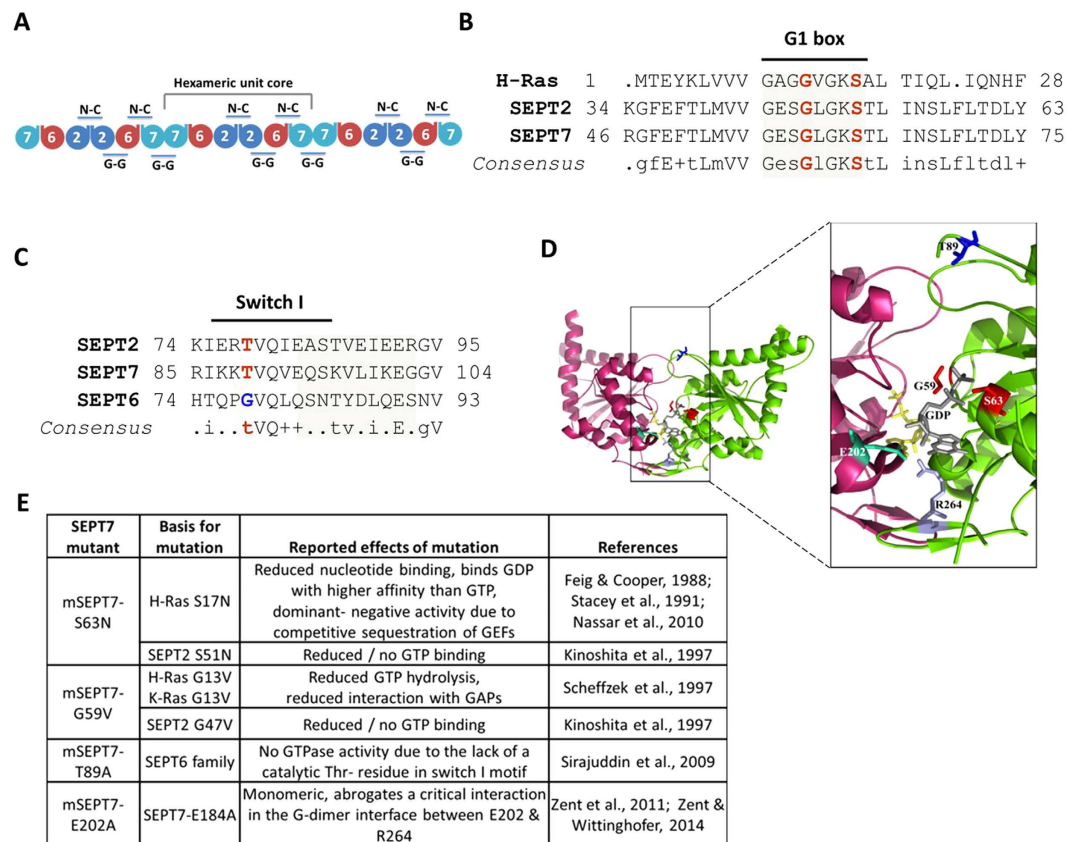 A
Hexameric unit core
N-C N-C N-C N-C N-C
7 6 2 2 6 7 7 6 2 2 6 7 7 6 2 2 6 7
G-G G-G G-G G-G G-G
B
G1 box
H-Ras 1 .MTEYKLVVV GAGGVGKSAL TIQL.IQNHF 28
SEPT2 34 KGFEFTLMVV GESGLGKSTL INSLFLTDLY 63
SEPT7 46 RGFEFTLMVV GESGLGKSTL INSLFLTDLY 75
Consensus .gfE+tLmVV GesGlGKStL inSLfltdl+
C
Switch I
SEPT2 74 KIERTVQIEASTVEIEERGV 95
SEPT7 85 RIKKTVQVEQSKVLIKEGGV 104
SEPT6 74 HTQPGVQLQSNTYDLQESNV 93
Consensus .i..tVQ++..tv.i.E.gV
D
T89
G59
S63
GDP
E202
R264
E
SEPT7 mutant
Basis for mutation
Reported effects of mutation
References
mSEPT7-S63N
H-Ras S17N
Reduced nucleotide binding, binds GDP
with higher affinity than GTP,
dominant- negative activity due to
competitive sequestration of GEFs
Feig & Cooper, 1988;
Stacey et al., 1991;
Nassar et al., 2010
SEPT2 S51N
Reduced / no GTP binding
Kinoshita et al., 1997
mSEPT7-G59V
H-Ras G13V
K-Ras G13V
Reduced GTP hydrolysis,
reduced interaction with GAPs
Scheffzek et al., 1997
SEPT2 G47V
Reduced / no GTP binding
Kinoshita et al., 1997
mSEPT7-T89A
SEPT6 family
No GTPase activity due to the lack of a
catalytic Thr- residue in switch I motif
Sirajuddin et al., 2009
mSEPT7-E202A
SEPT7-E184A
Monomeric, abrogates a critical interaction
in the G-dimer interface between E202 &
R264
Zent et al., 2011; Zent &
Wittinghofer, 2014